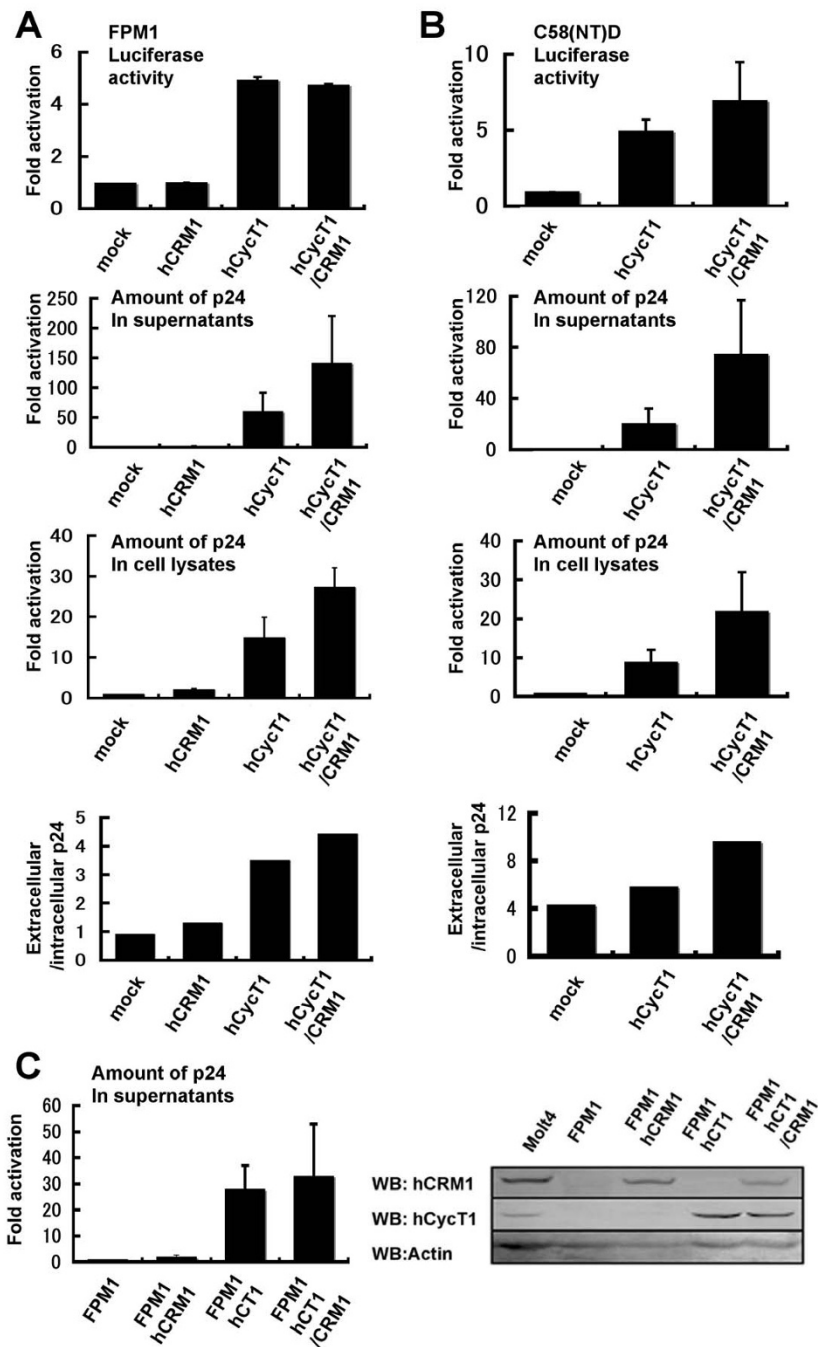 A
FPM1
Luciferase
activity
Fold activation
6
4
2
0
mock
hCRM1
hCycT1
hCycT1
/CRM1
Amount of p24
In supernatants
Fold activation
250
200
150
100
50
0
mock
hCRM1
hCycT1
hCycT1
/CRM1
Amount of p24
In cell lysates
Fold activation
40
30
20
10
0
mock
hCRM1
hCycT1
hCycT1
/CRM1
Extracellular
/intracellular p24
5
4
3
2
1
0
mock
hCRM1
hCycT1
hCycT1
/CRM1
B
C58(NT)D
Luciferase
activity
Fold activation
10
5
0
mock
hCycT1
hCycT1
/CRM1
Amount of p24
In supernatants
Fold activation
120
80
40
0
mock
hCycT1
hCycT1
/CRM1
Amount of p24
In cell lysates
Fold activation
40
30
20
10
0
mock
hCycT1
hCycT1
/CRM1
Extracellular
/intracellular p24
12
8
4
0
mock
hCycT1
hCycT1
/CRM1
C
Amount of p24
In supernatants
Fold activation
60
50
40
30
20
10
0
FPM1
FPM1
hCRM1
FPM1
hCT1
FPM1
hCT1
/CRM1
Molt4
FPM1
FPM1
hCRM1
FPM1
hCT1
FPM1
hCT1
/CRM1
WB: hCRM1
WB: hCycT1
WB:Actin